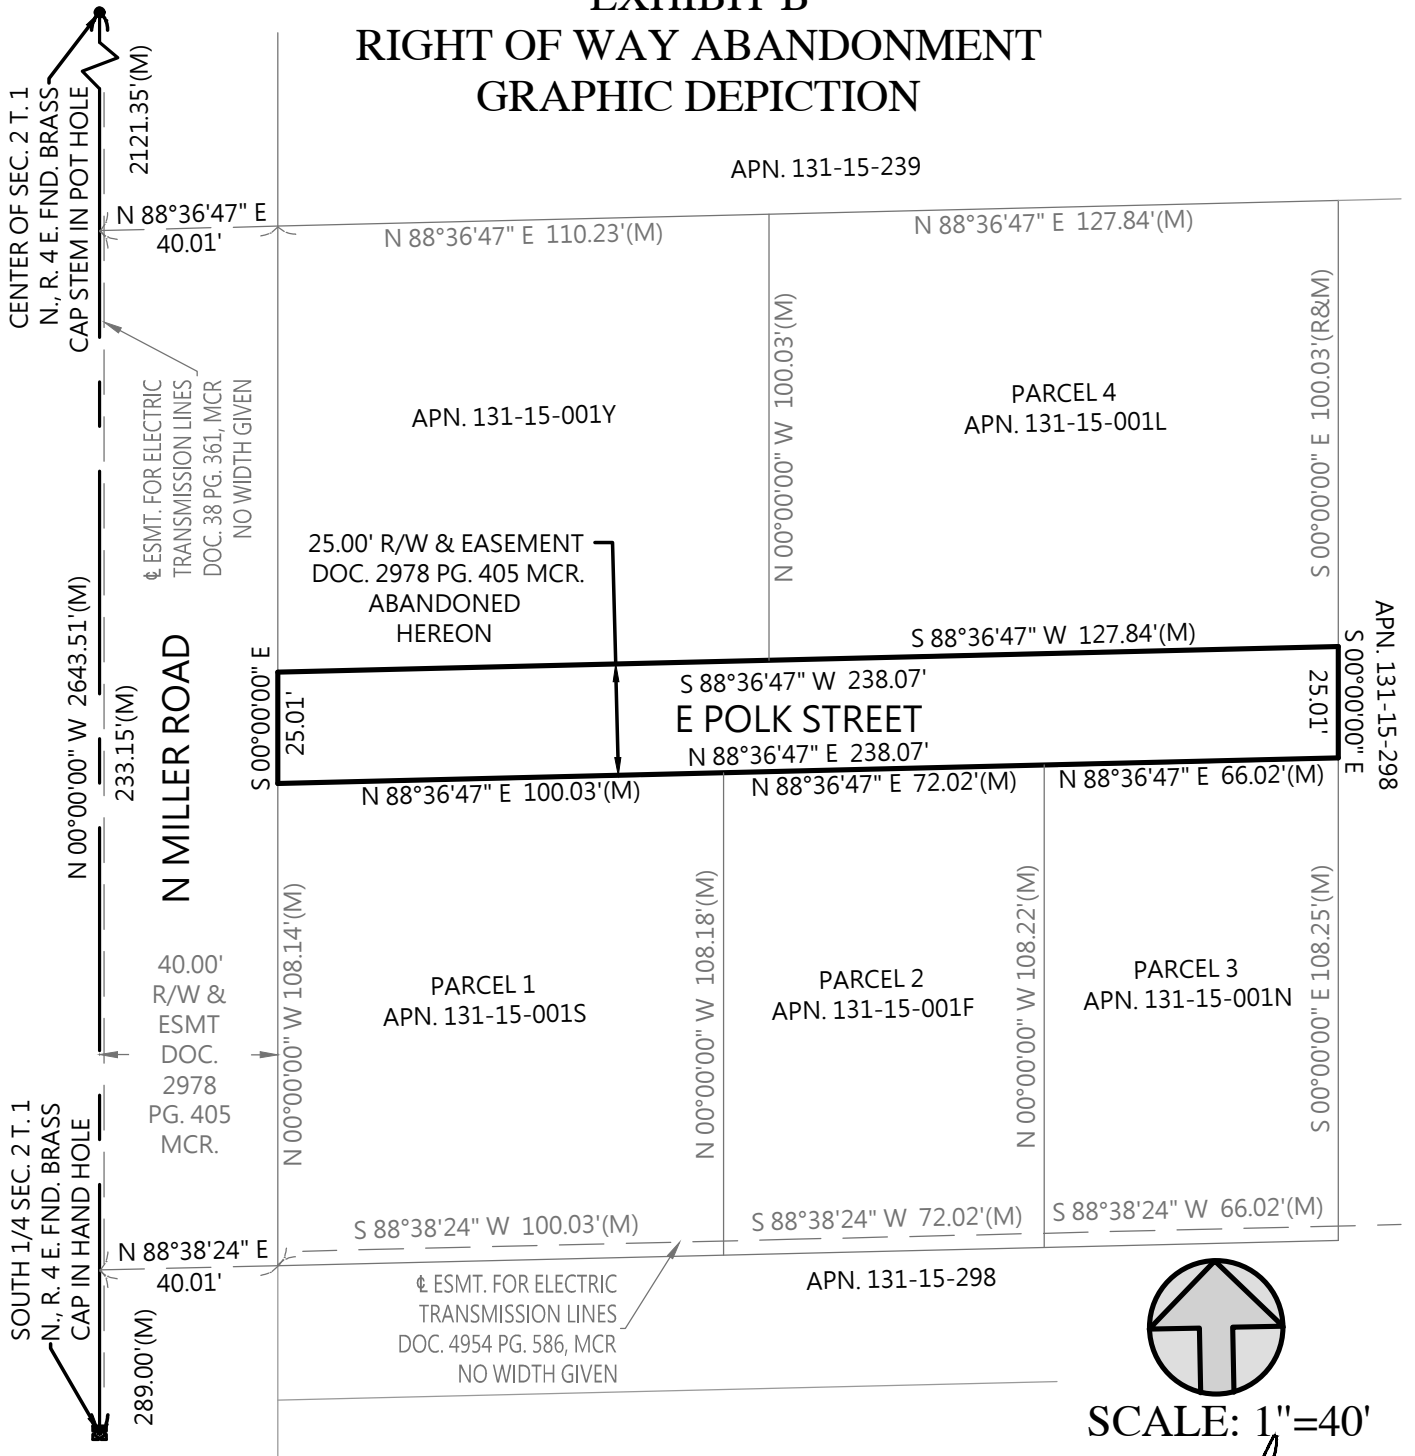 EXHIBIT B
RIGHT OF WAY ABANDONMENT
GRAPHIC DEPICTION
CENTER OF SEC. 2 T. 1
N., R. 4 E. FND. BRASS
CAP STEM IN POT HOLE
2121.35'(M)
APN. 131-15-239
N 88°36'47" E
40.01'
N 88°36'47" E 110.23'(M)
N 88°36'47" E 127.84'(M)
℄ ESMT. FOR ELECTRIC
TRANSMISSION LINES
DOC. 38 PG. 361, MCR
NO WIDTH GIVEN
APN. 131-15-001Y
N 00°00'00" W 100.03'(M)
PARCEL 4
APN. 131-15-001L
S 00°00'00" E 100.03'(R&M)
25.00' R/W & EASEMENT
DOC. 2978 PG. 405 MCR.
ABANDONED
HEREON
N 00°00'00" W 2643.51'(M)
233.15'(M)
N MILLER ROAD
S 00°00'00" E
25.01'
S 88°36'47" W 127.84'(M)
S 88°36'47" W 238.07'
E POLK STREET
N 88°36'47" E 238.07'
25.01'
S 00°00'00" E
APN. 131-15-298
N 88°36'47" E 100.03'(M)
N 88°36'47" E 72.02'(M)
N 88°36'47" E 66.02'(M)
40.00'
R/W &
ESMT
DOC.
2978
PG. 405
MCR.
N 00°00'00" W 108.14'(M)
PARCEL 1
APN. 131-15-001S
N 00°00'00" W 108.18'(M)
PARCEL 2
APN. 131-15-001F
N 00°00'00" W 108.22'(M)
PARCEL 3
APN. 131-15-001N
S 00°00'00" E 108.25'(M)
SOUTH 1/4 SEC. 2 T. 1
N., R. 4 E. FND. BRASS
CAP IN HAND HOLE
N 88°38'24" E
40.01'
289.00'(M)
S 88°38'24" W 100.03'(M)
S 88°38'24" W 72.02'(M)
S 88°38'24" W 66.02'(M)
℄ ESMT. FOR ELECTRIC
TRANSMISSION LINES
DOC. 4954 PG. 586, MCR
NO WIDTH GIVEN
APN. 131-15-298
SCALE: 1"=40'